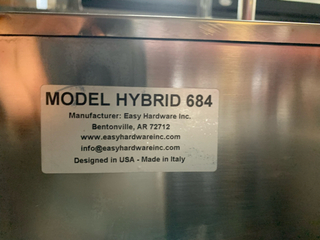 MODEL HYBRID 684
Manufacturer: Easy Hardware Inc.
Bentonville, AR 72712
www.easyhardwareinc.com
info@easyhardwareinc.com
Designed in USA - Made in Italy